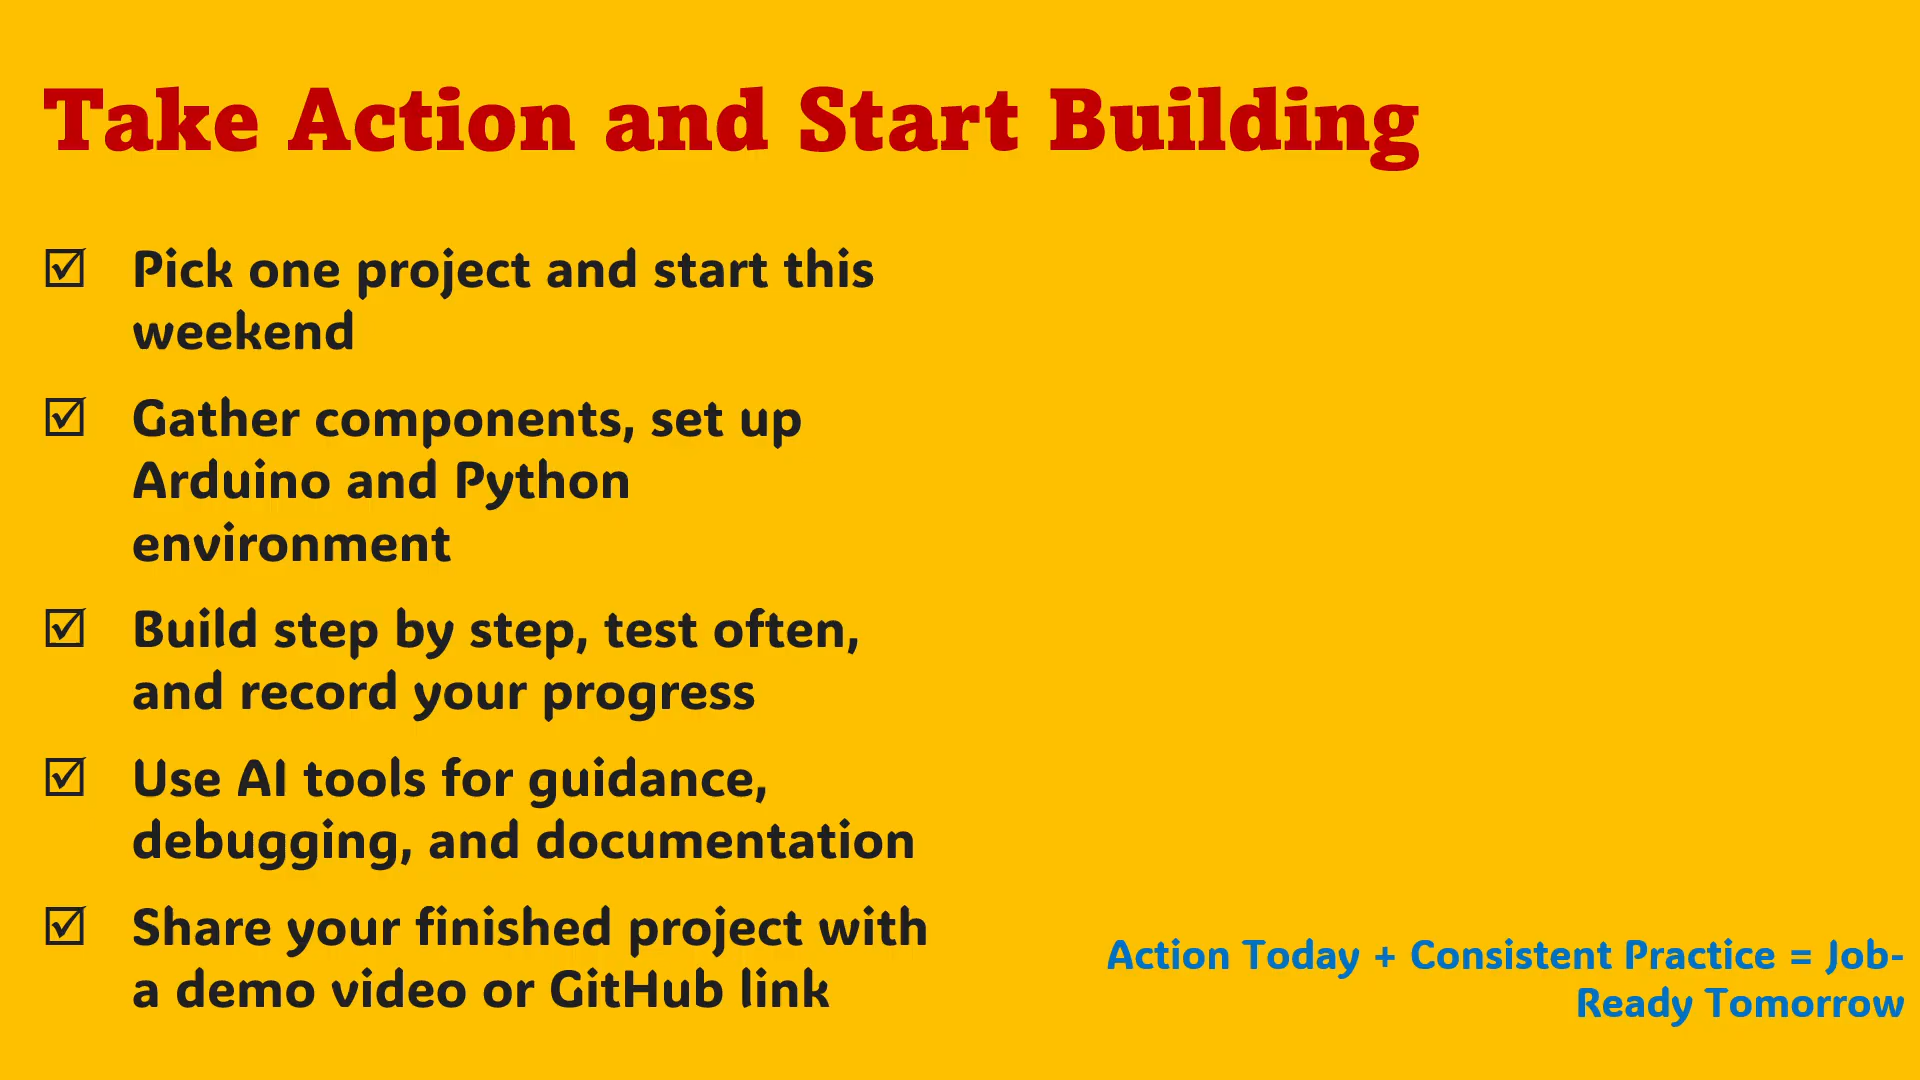 Take Action and Start Building
☑ Pick one project and start this
weekend
☑ Gather components, set up
Arduino and Python
environment
☑ Build step by step, test often,
and record your progress
☑ Use AI tools for guidance,
debugging, and documentation
☑ Share your finished project with
a demo video or GitHub link
Action Today + Consistent Practice = Job-
Ready Tomorrow